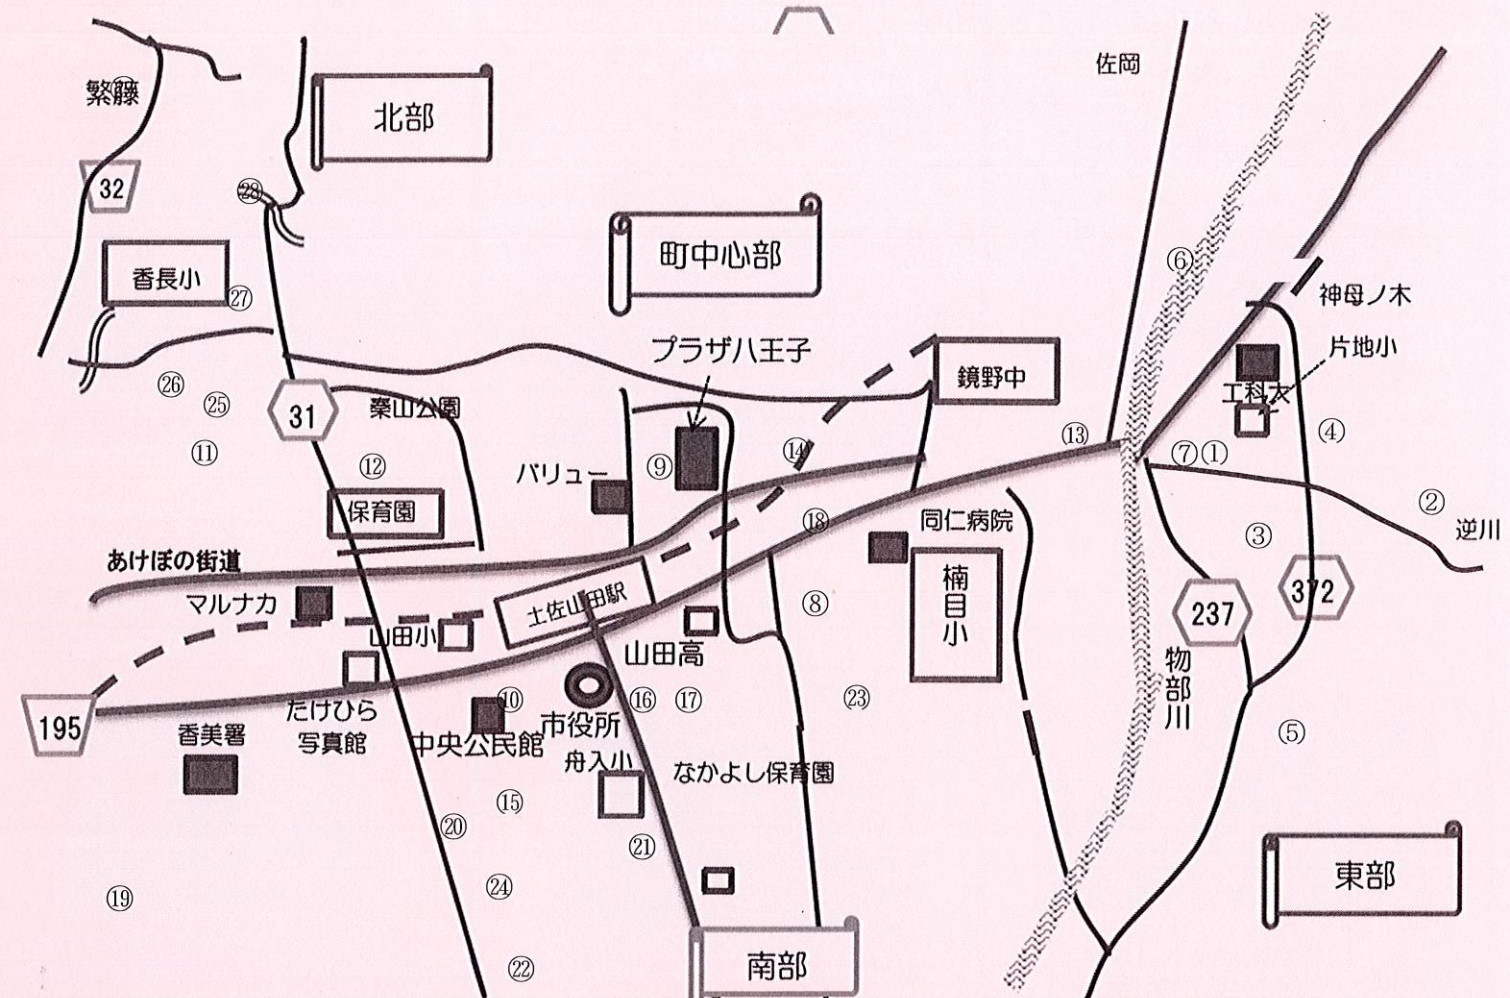 佐岡
繁藤
北部
32
㉘
町中心部
⑥
香長小
㉗
神母ノ木
プラザ八王子
片地小
鏡野中
㉖
㉕
31
工科大
④
⑬
⑭
⑪
⑫
バリュー
⑨
⑦
①
保育園
②
⑱
同仁病院
逆川
③
あけぼの街道
マルナカ
土佐山田駅
楠目小
372
237
⑧
山田小
山田高
物部川
195
たけひら
写真館
⑩
⑯
⑰
㉓
香美署
中央公民館
市役所
⑤
舟入小
なかよし保育園
⑮
⑳
㉑
東部
⑲
㉔
南部
㉒